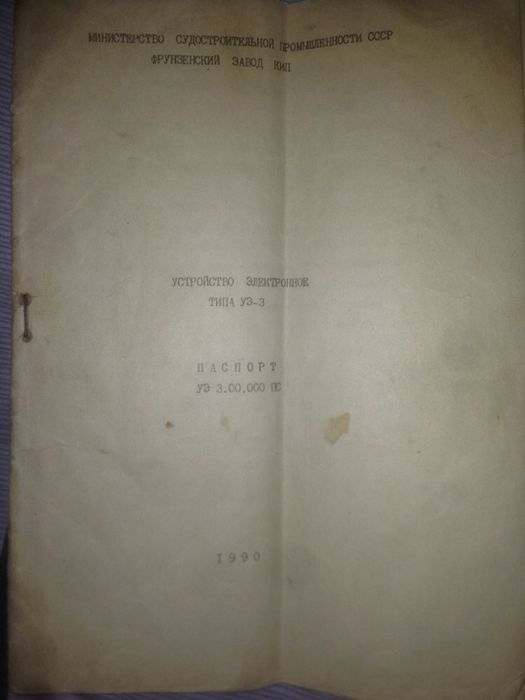 МИНИСТЕРСТВО СУДОСТРОИТЕЛЬНОЙ ПРОМЫШЛЕННОСТИ СССР
ФРУНЗЕНСКИЙ ЗАВОД КИП
УСТРОЙСТВО ЭЛЕКТРОННОЕ
ТИПА УЭ-3
ПАСПОРТ
УЭ 3.00.000 ПС
1990